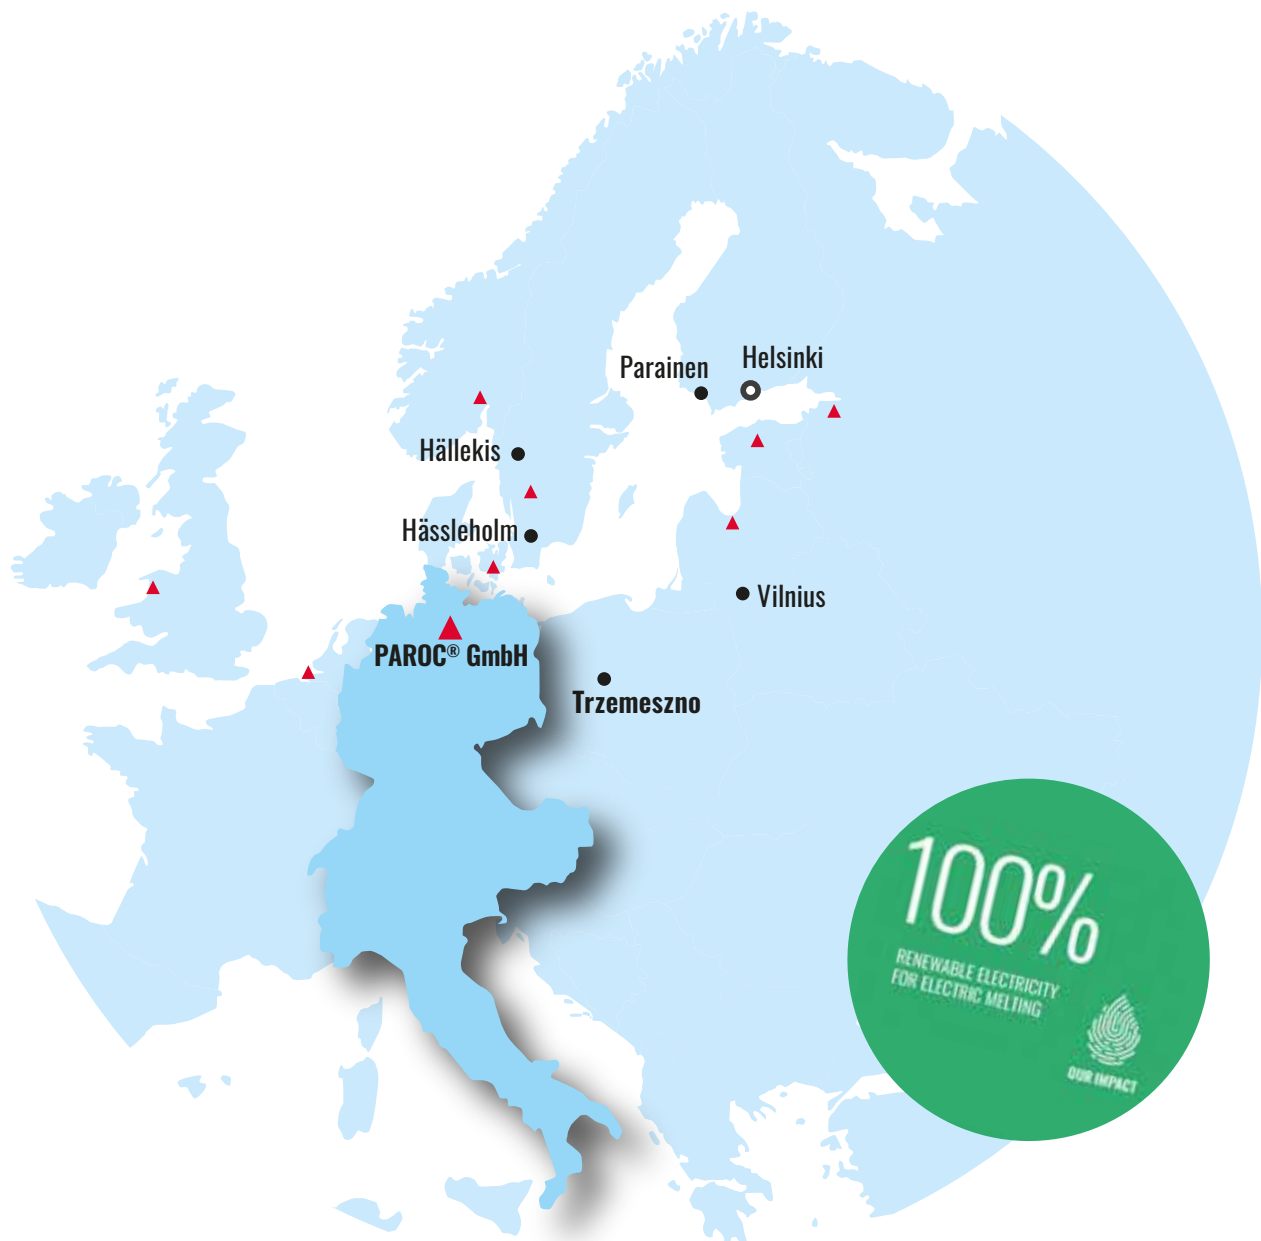 Helsinki
Parainen
Hällekis
Hässleholm
Vilnius
PAROC® GmbH
Trzemeszno
100%
RENEWABLE ELECTRICITY
FOR ELECTRIC MELTING
OUR IMPACT